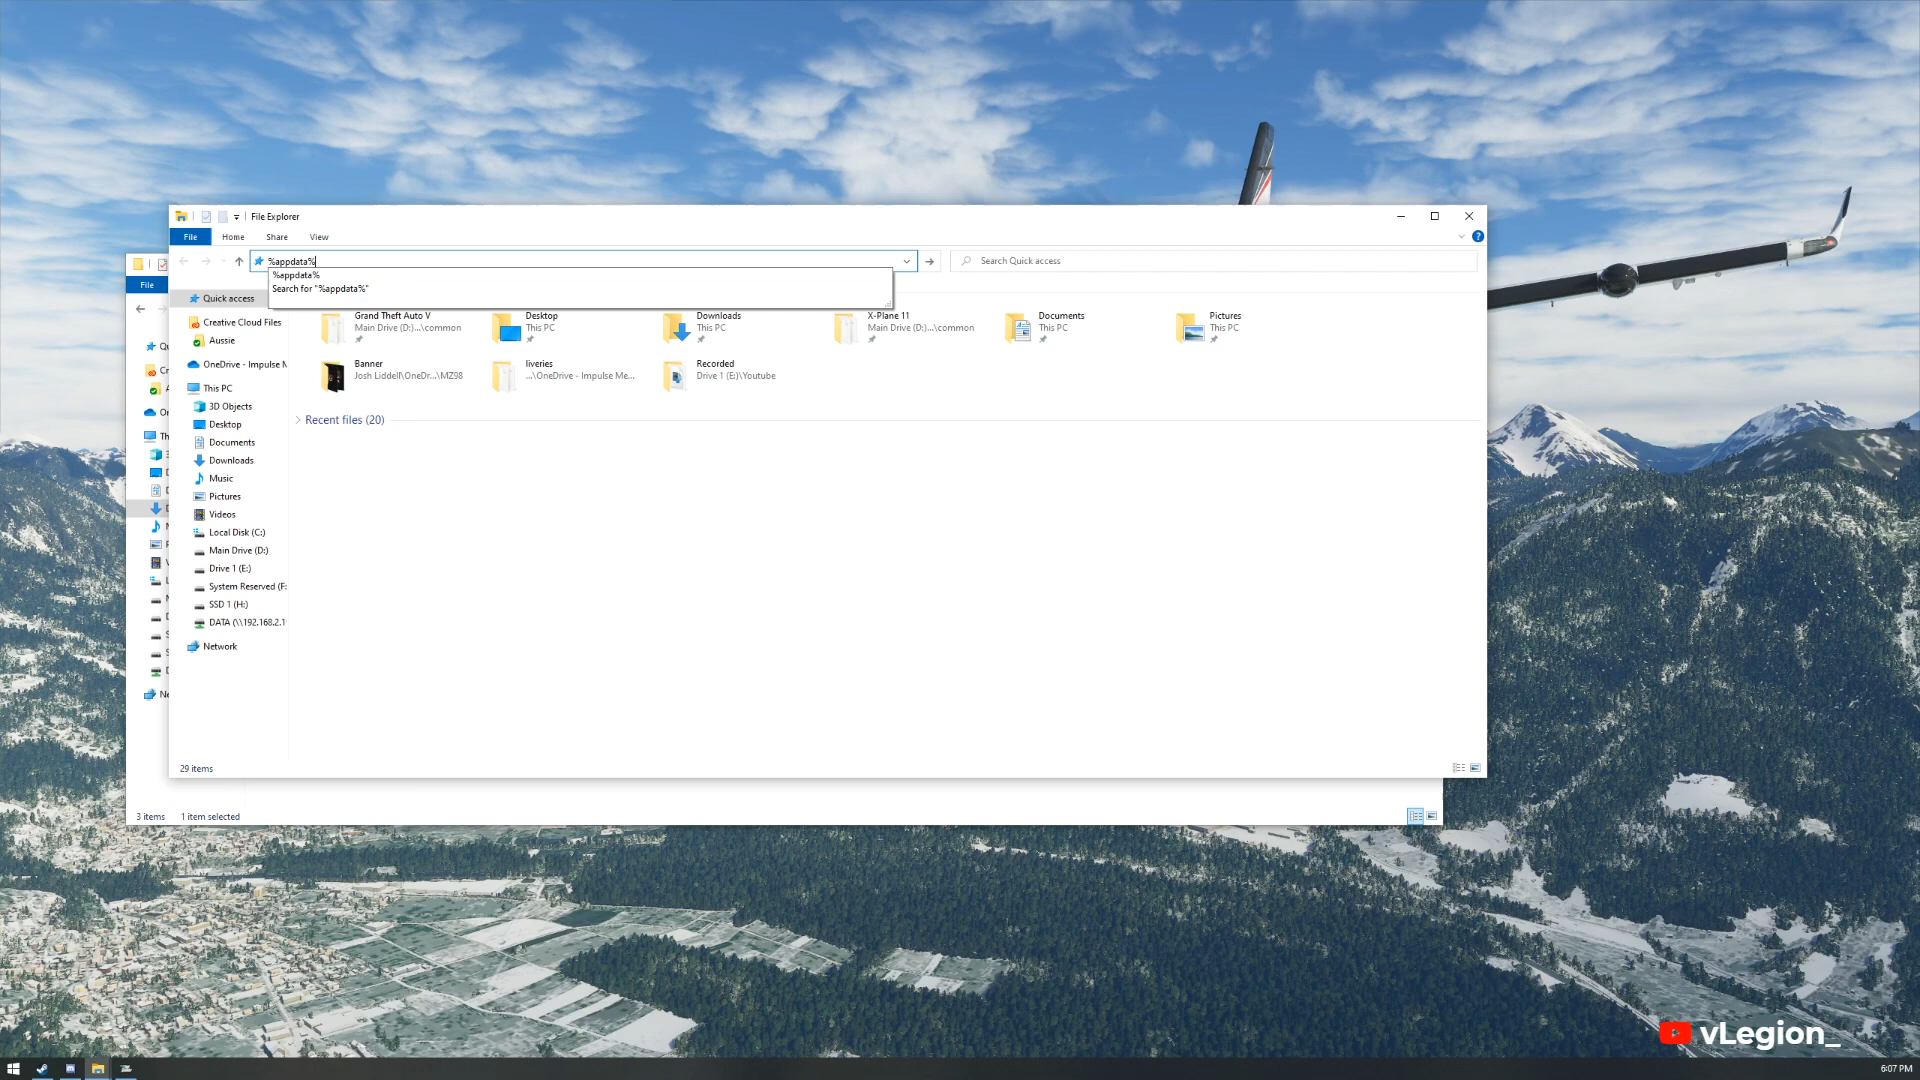 File Explorer
File Home Share View
%appdata%
Search Quick access
%appdata%
Search for "%appdata%"
File
Quick access
Creative Cloud Files
Aussie
OneDrive - Impulse M
This PC
3D Objects
Desktop
Documents
Downloads
Music
Pictures
Videos
Local Disk (C:)
Main Drive (D:)
Drive 1 (E:)
System Reserved (F:
SSD 1 (H:)
DATA (\\192.168.2.1
Network
Grand Theft Auto V
Main Drive (D:)...\common
Desktop
This PC
Downloads
This PC
X-Plane 11
Main Drive (D:)...\common
Documents
This PC
Pictures
This PC
Banner
Josh Liddell\OneDr...\MZ98
liveries
...\OneDrive - Impulse Me...
Recorded
Drive 1 (E:)\Youtube
Recent files (20)
29 items
3 items 1 item selected
vLegion_
6:07 PM